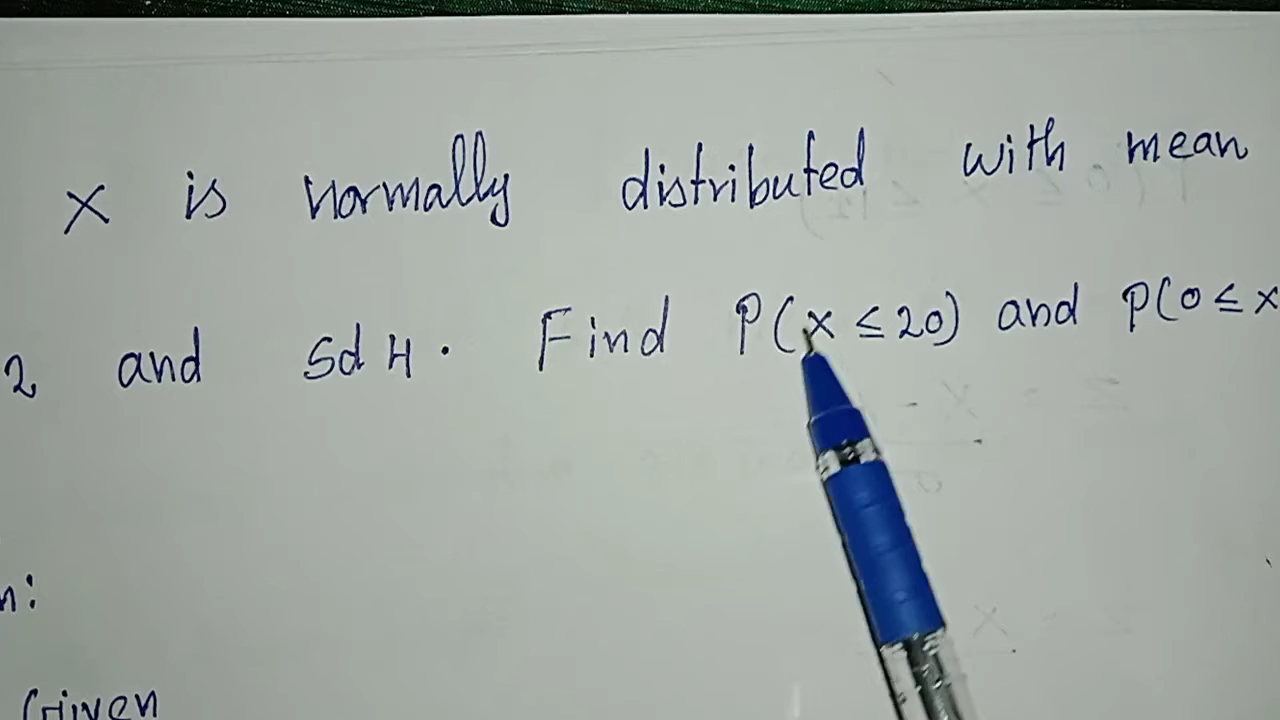 X is normally distributed with mean
2 and sd 4. Find P(X ≤ 20) and P(0 ≤ X
n:
Given